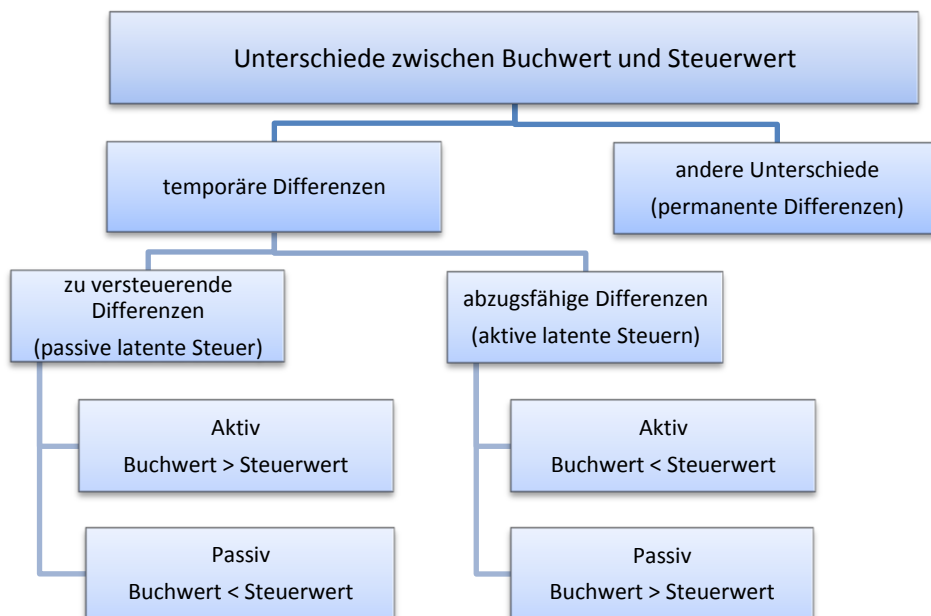 Unterschiede zwischen Buchwert und Steuerwert
temporäre Differenzen
andere Unterschiede
(permanente Differenzen)
zu versteuerende
Differenzen
(passive latente Steuer)
abzugsfähige Differenzen
(aktive latente Steuern)
Aktiv
Buchwert > Steuerwert
Aktiv
Buchwert < Steuerwert
Passiv
Buchwert < Steuerwert
Passiv
Buchwert > Steuerwert